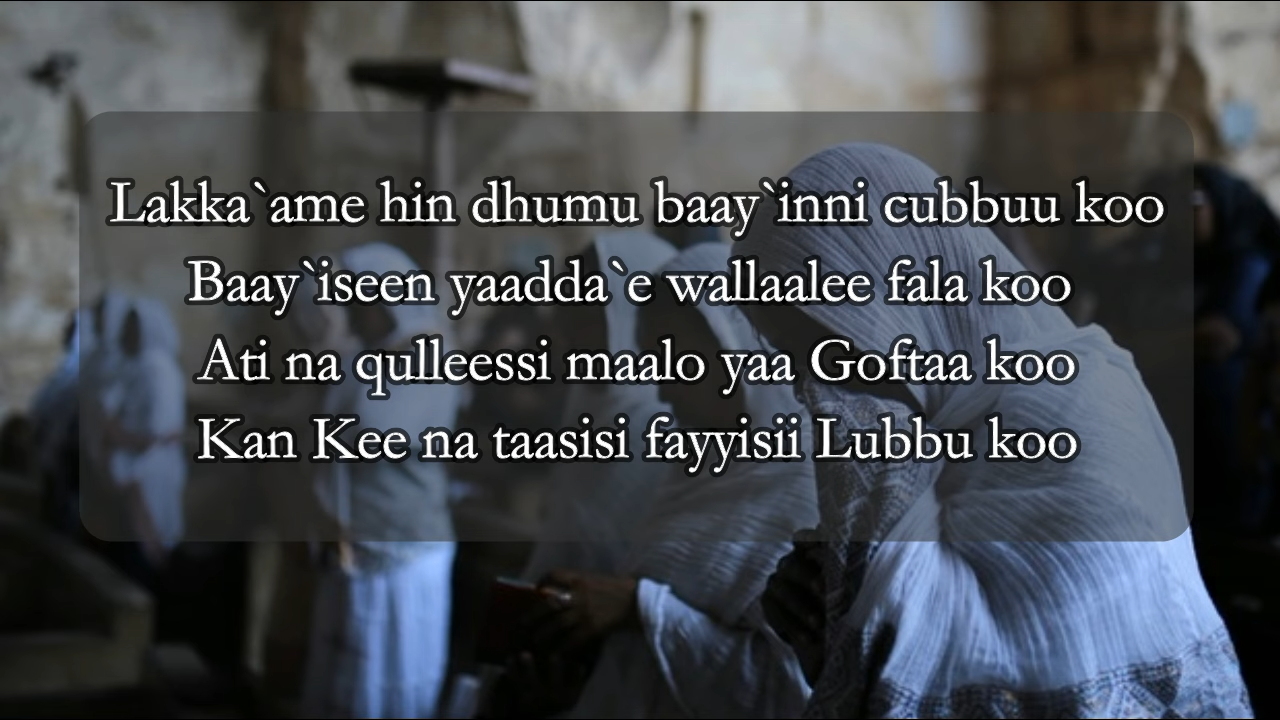 Lakka`ame hin dhumu baay`inni cubbuu koo
Baay`iseen yaadda`e wallaalee fala koo
Ati na qulleessi maalo yaa Goftaa koo
Kan Kee na taasisi fayyisii Lubbu koo